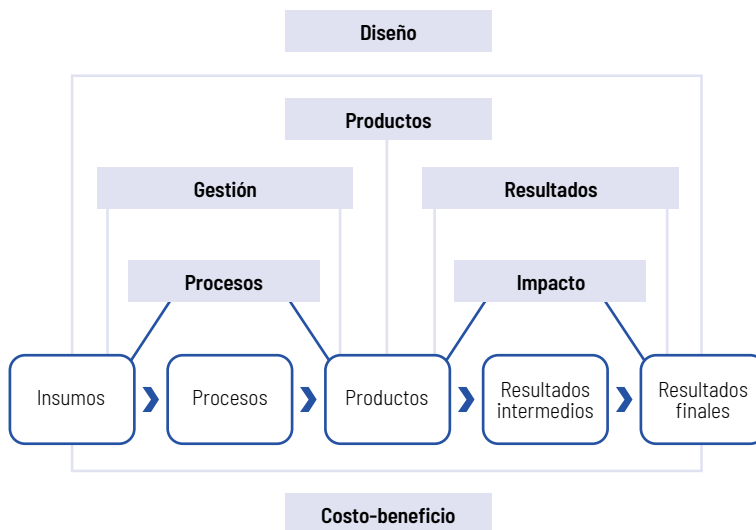 Diseño
Productos
Gestión
Resultados
Procesos
Impacto
Insumos
Procesos
Productos
Resultados
intermedios
Resultados
finales
Costo-beneficio